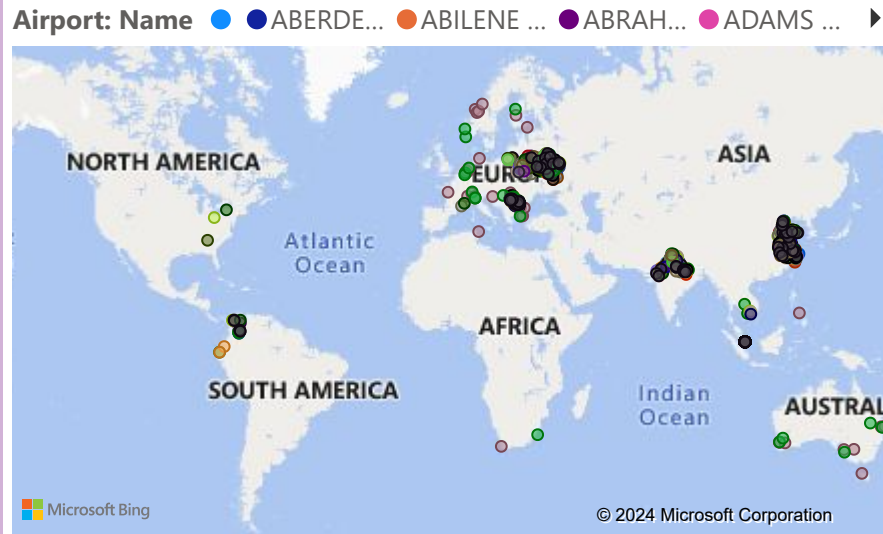 Airport: Name ABERDE... ABILENE ... ABRAH... ADAMS ...
NORTH AMERICA
EURO
ASIA
Atlantic
Ocean
AFRICA
SOUTH AMERICA
Indian
Ocean
AUSTRAL
Microsoft Bing
© 2024 Microsoft Corporation